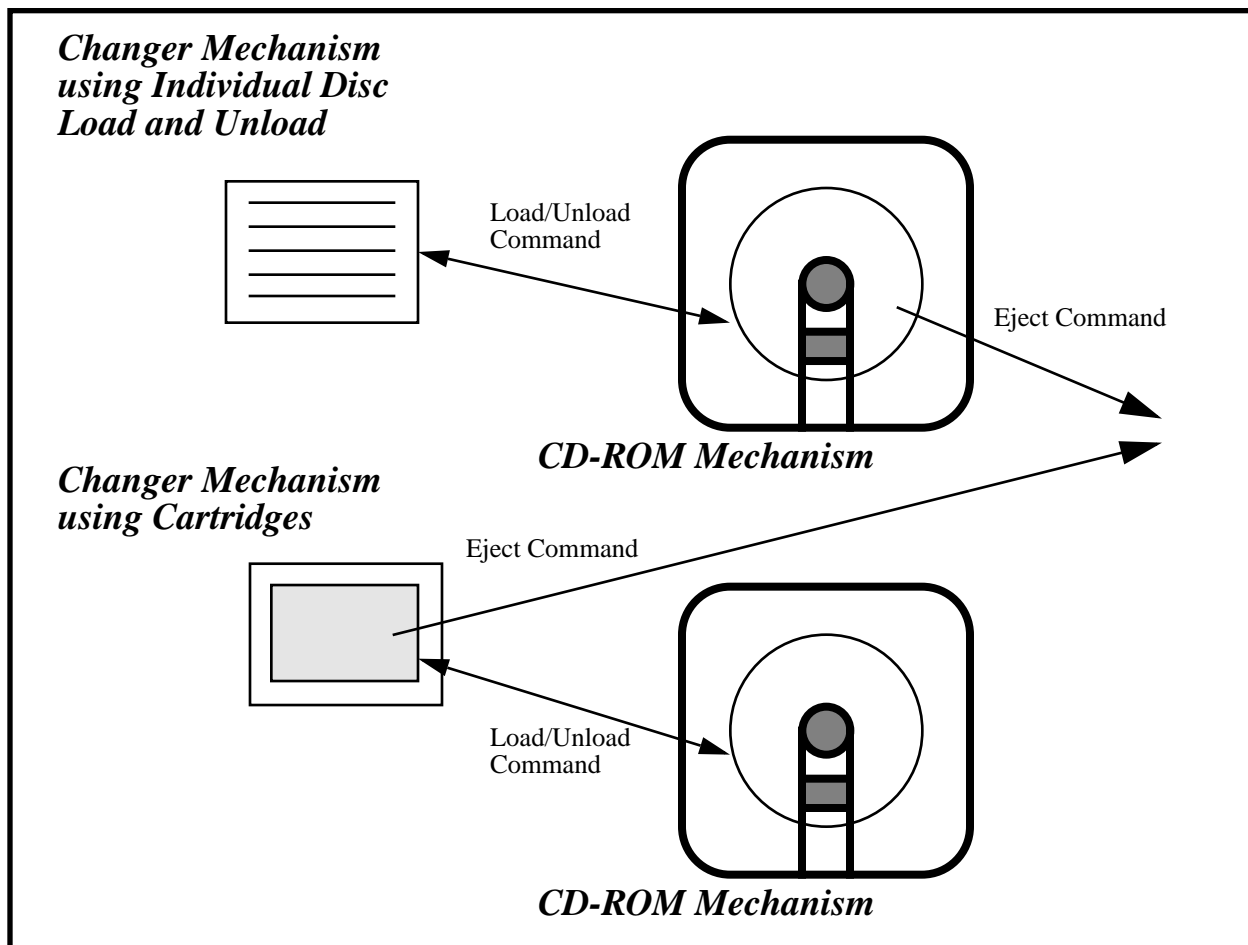 Changer Mechanism
using Individual Disc
Load and Unload
Load/Unload
Command
Eject Command
CD-ROM Mechanism
Changer Mechanism
using Cartridges
Eject Command
Load/Unload
Command
CD-ROM Mechanism